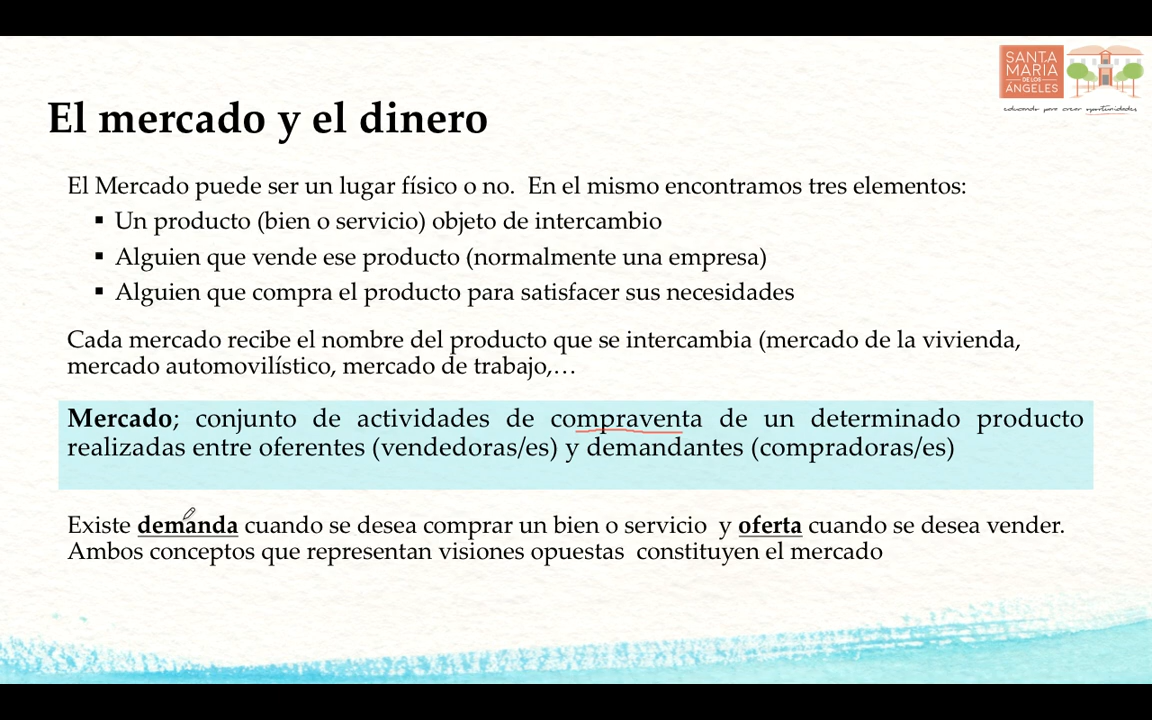 SANTA
MARIA
DE LOS
ÁNGELES
educando para crear oportunidades
El mercado y el dinero
El Mercado puede ser un lugar físico o no. En el mismo encontramos tres elementos:
▪ Un producto (bien o servicio) objeto de intercambio
▪ Alguien que vende ese producto (normalmente una empresa)
▪ Alguien que compra el producto para satisfacer sus necesidades
Cada mercado recibe el nombre del producto que se intercambia (mercado de la vivienda,
mercado automovilístico, mercado de trabajo,…
Mercado; conjunto de actividades de compraventa de un determinado producto
realizadas entre oferentes (vendedoras/es) y demandantes (compradoras/es)
Existe demanda cuando se desea comprar un bien o servicio y oferta cuando se desea vender.
Ambos conceptos que representan visiones opuestas constituyen el mercado